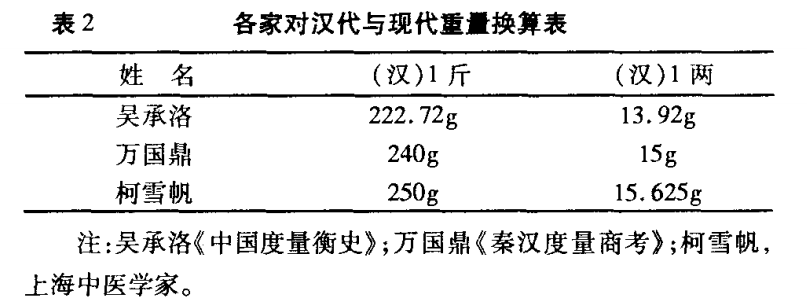 表2 各家对汉代与现代重量换算表
姓 名 (汉)1斤 (汉)1两
吴承洛 222.72g 13.92g
万国鼎 240g 15g
柯雪帆 250g 15.625g
注:吴承洛《中国度量衡史》;万国鼎《秦汉度量商考》;柯雪帆,
上海中医学家。